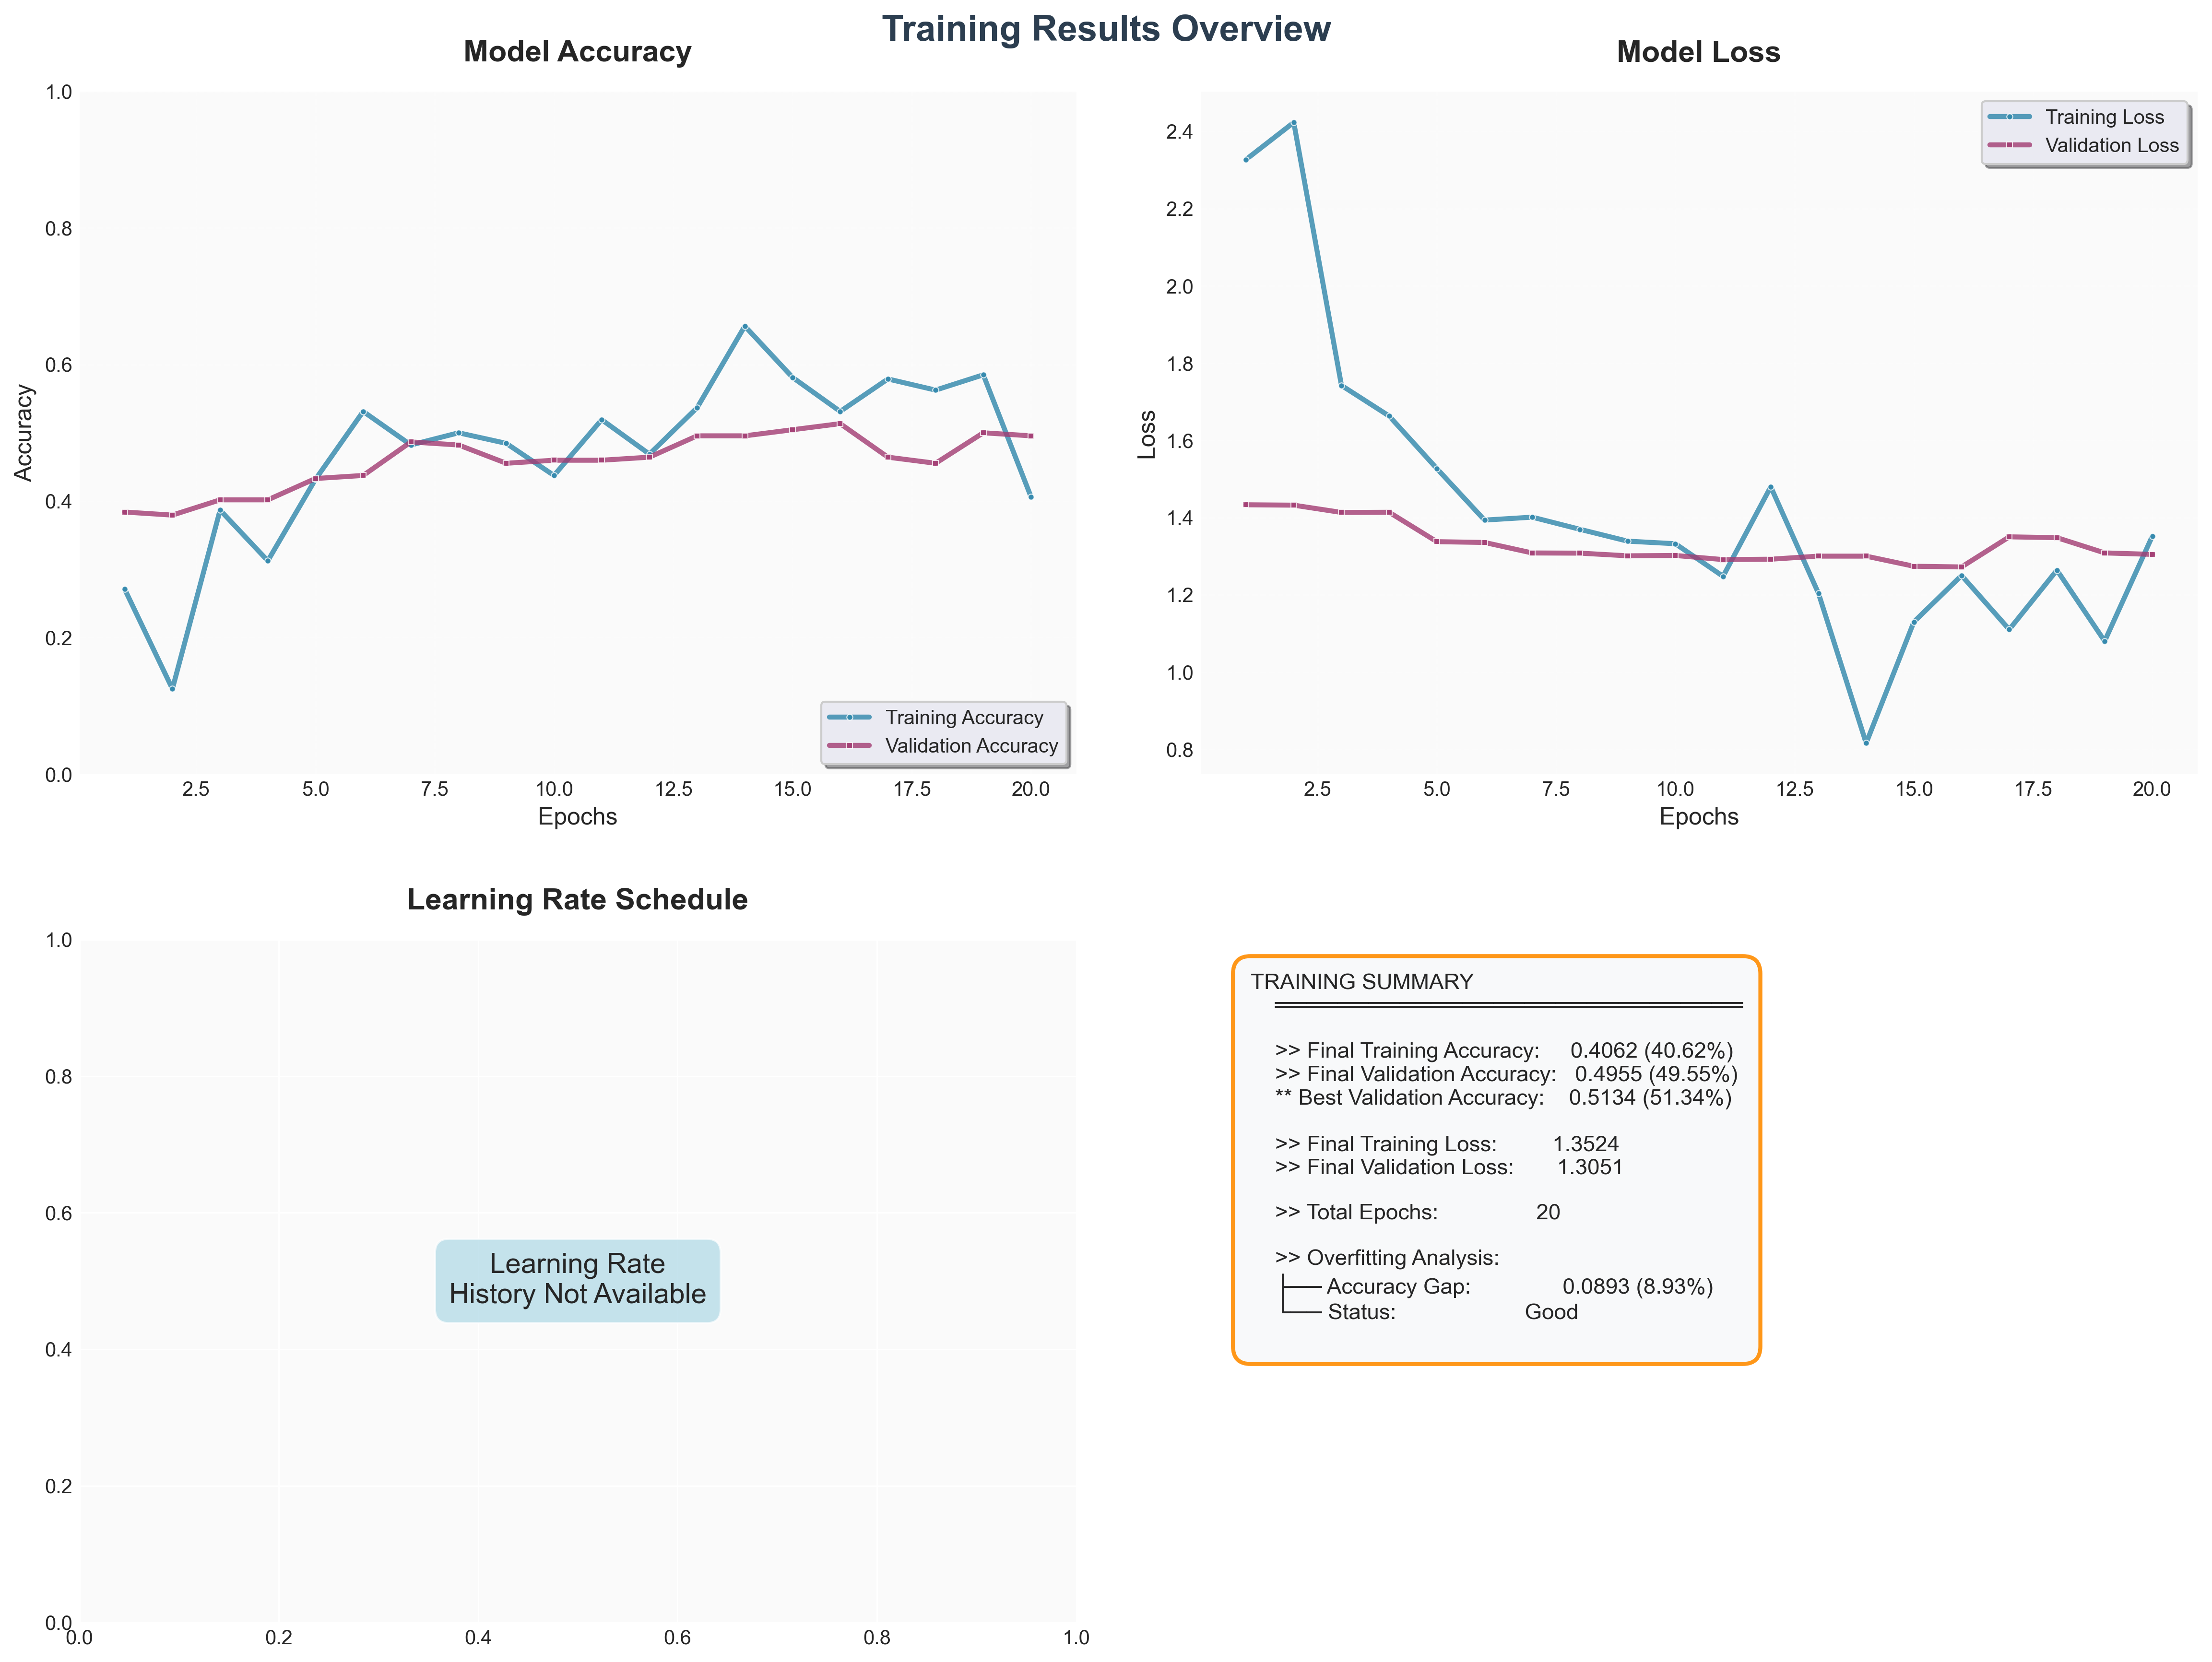 Training Results Overview
Model Accuracy
1.0
0.8
0.6
0.4
0.2
0.0
Accuracy
2.5 5.0 7.5 10.0 12.5 15.0 17.5 20.0
Epochs
Training Accuracy
Validation Accuracy
Model Loss
2.4
2.2
2.0
1.8
1.6
1.4
1.2
1.0
0.8
Loss
2.5 5.0 7.5 10.0 12.5 15.0 17.5 20.0
Epochs
Training Loss
Validation Loss
Learning Rate Schedule
1.0
0.8
0.6
0.4
0.2
0.0
0.0 0.2 0.4 0.6 0.8 1.0
Learning Rate
History Not Available
TRAINING SUMMARY
>> Final Training Accuracy: 0.4062 (40.62%)
>> Final Validation Accuracy: 0.4955 (49.55%)
** Best Validation Accuracy: 0.5134 (51.34%)
>> Final Training Loss: 1.3524
>> Final Validation Loss: 1.3051
>> Total Epochs: 20
>> Overfitting Analysis:
├── Accuracy Gap: 0.0893 (8.93%)
└── Status: Good